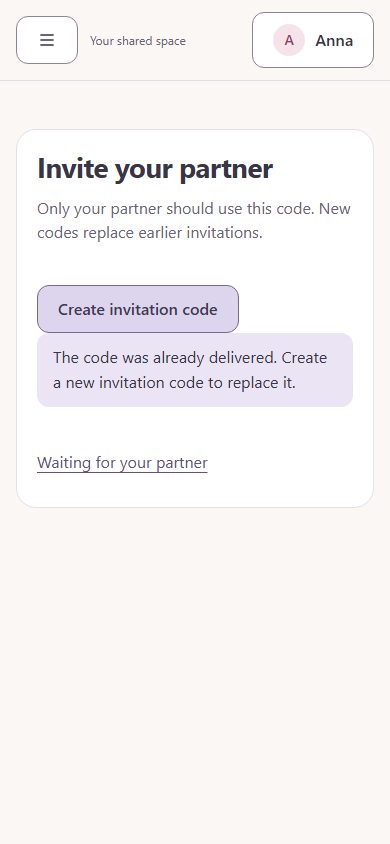 Your shared space
A
Anna
Invite your partner
Only your partner should use this code. New
codes replace earlier invitations.
Create invitation code
The code was already delivered. Create
a new invitation code to replace it.
Waiting for your partner